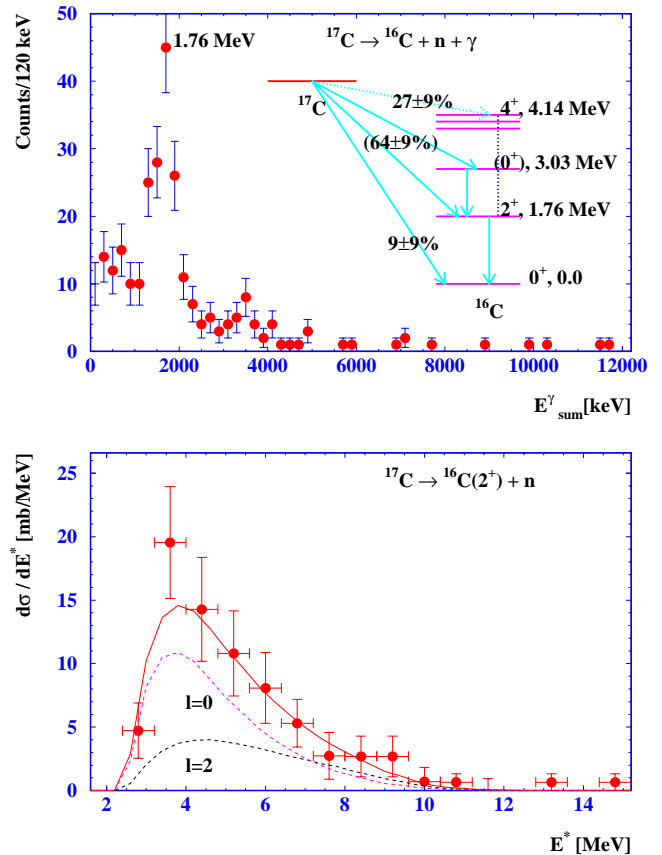 1.76 MeV
¹⁷C → ¹⁶C + n + γ
Counts/120 keV
50
40
30
20
10
0
¹⁷C
27±9%
(64±9%)
9±9%
4⁺, 4.14 MeV
(0⁺), 3.03 MeV
2⁺, 1.76 MeV
0⁺, 0.0
¹⁶C
0 2000 4000 6000 8000 10000 12000
E^γ_sum[keV]
¹⁷C → ¹⁶C(2⁺) + n
dσ / dE* [mb/MeV]
25
20
15
10
5
0
l=0
l=2
2 4 6 8 10 12 14
E* [MeV]